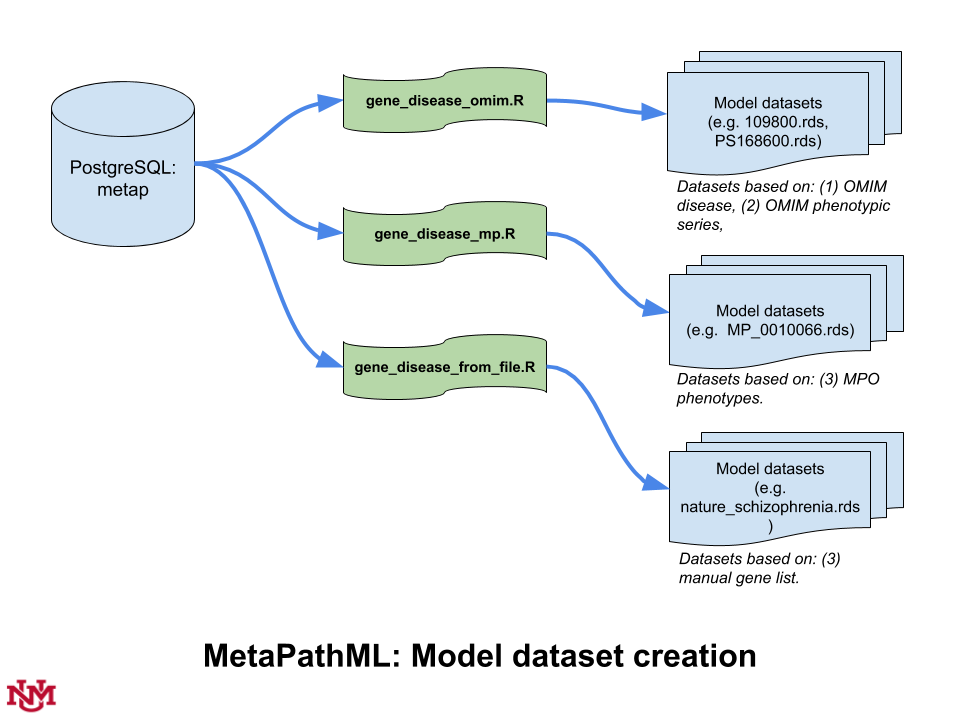 PostgreSQL:
metap
gene_disease_omim.R
gene_disease_mp.R
gene_disease_from_file.R
Model datasets
(e.g. 109800.rds,
PS168600.rds)
Datasets based on: (1) OMIM
disease, (2) OMIM phenotypic
series,
Model datasets
(e.g.  MP_0010066.rds)
Datasets based on: (3) MPO
phenotypes.
Model datasets
(e.g.
nature_schizophrenia.rds
)
Datasets based on: (3)
manual gene list.
MetaPathML: Model dataset creation
UNM